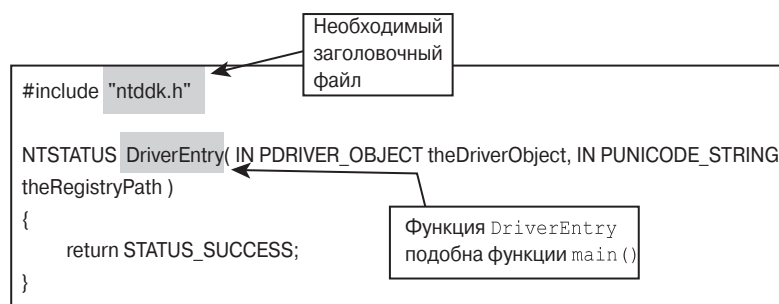 Необходимый
заголовочный
файл
#include "ntddk.h"
NTSTATUS DriverEntry( IN PDRIVER_OBJECT theDriverObject, IN PUNICODE_STRING
theRegistryPath )
{
Функция DriverEntry
подобна функции main()
return STATUS_SUCCESS;
}